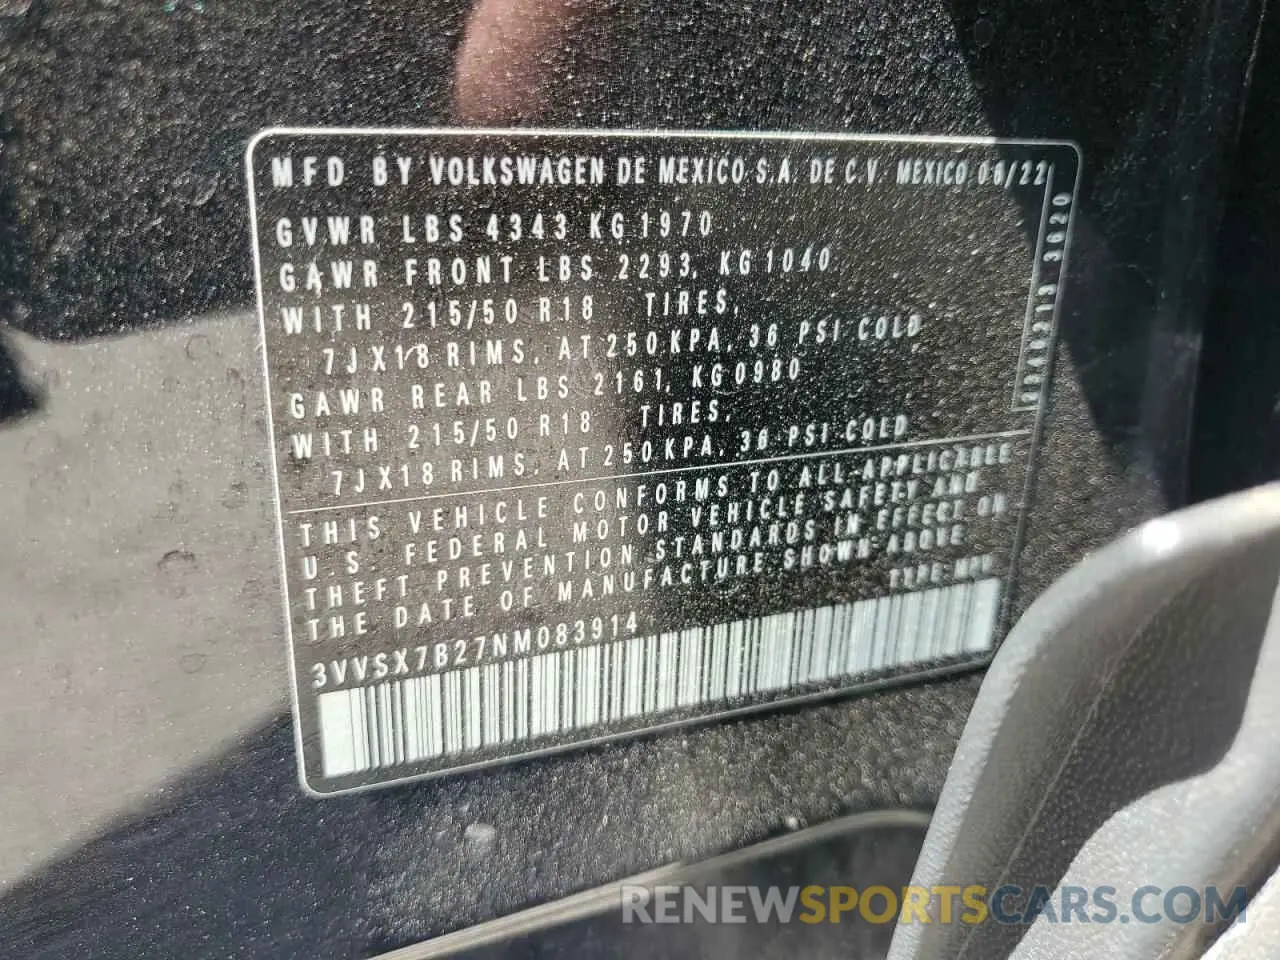 MFD BY VOLKSWAGEN DE MEXICO S.A. DE C.V. MEXICO 06/22
GVWR LBS 4343 KG 1970
GAWR FRONT LBS 2293, KG 1040
WITH 215/50 R18 TIRES,
7JX18 RIMS, AT 250 KPA, 36 PSI COLD
GAWR REAR LBS 2161, KG0980
WITH 215/50 R18 TIRES,
7JX18 RIMS, AT 250 KPA, 36 PSI COLD
THIS VEHICLE CONFORMS TO ALL APPLICABLE
U.S. FEDERAL MOTOR VEHICLE SAFETY AND
THEFT PREVENTION STANDARDS IN EFFECT ON
THE DATE OF MANUFACTURE SHOWN ABOVE
TYPE: MPV
3VVSX7B27NM083914
3620
RENEWSPORTSCARS.COM